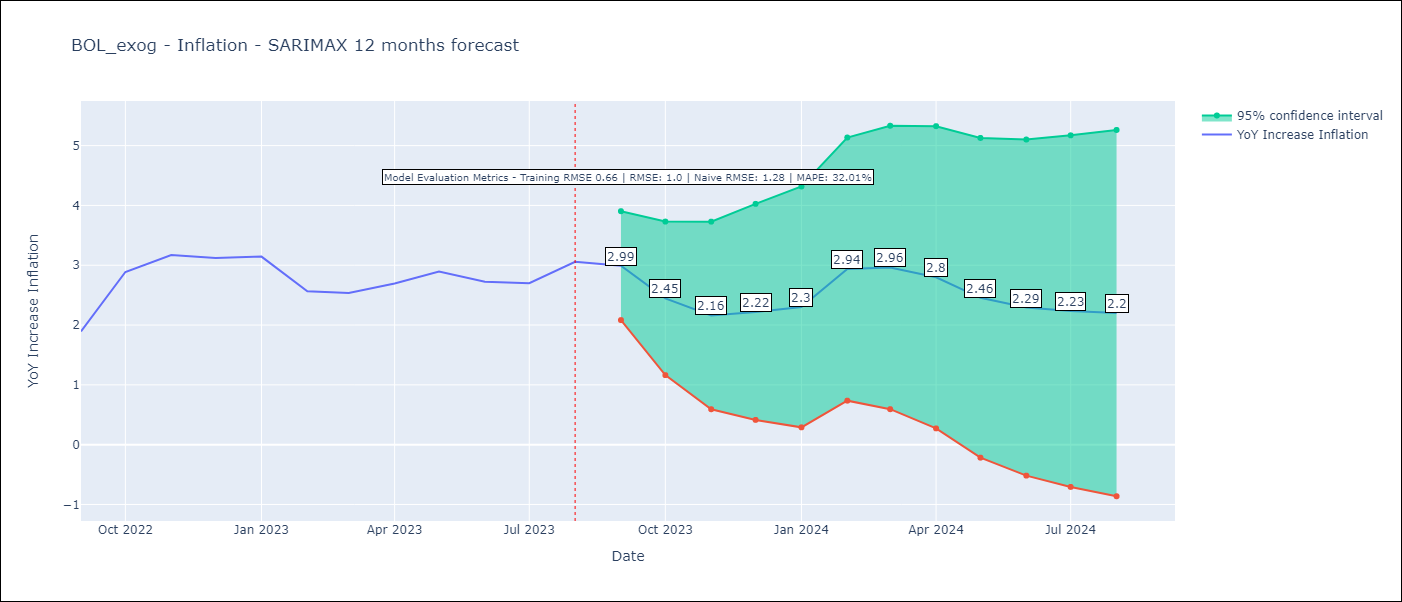 BOL_exog - Inflation - SARIMAX 12 months forecast
95% confidence interval
YoY Increase Inflation
Model Evaluation Metrics - Training RMSE 0.66 | RMSE: 1.0 | Naive RMSE: 1.28 | MAPE: 32.01%
YoY Increase Inflation
5
4
3
2
1
0
−1
2.99
2.45
2.16
2.22
2.3
2.94
2.96
2.8
2.46
2.29
2.23
2.2
Oct 2022
Jan 2023
Apr 2023
Jul 2023
Oct 2023
Jan 2024
Apr 2024
Jul 2024
Date